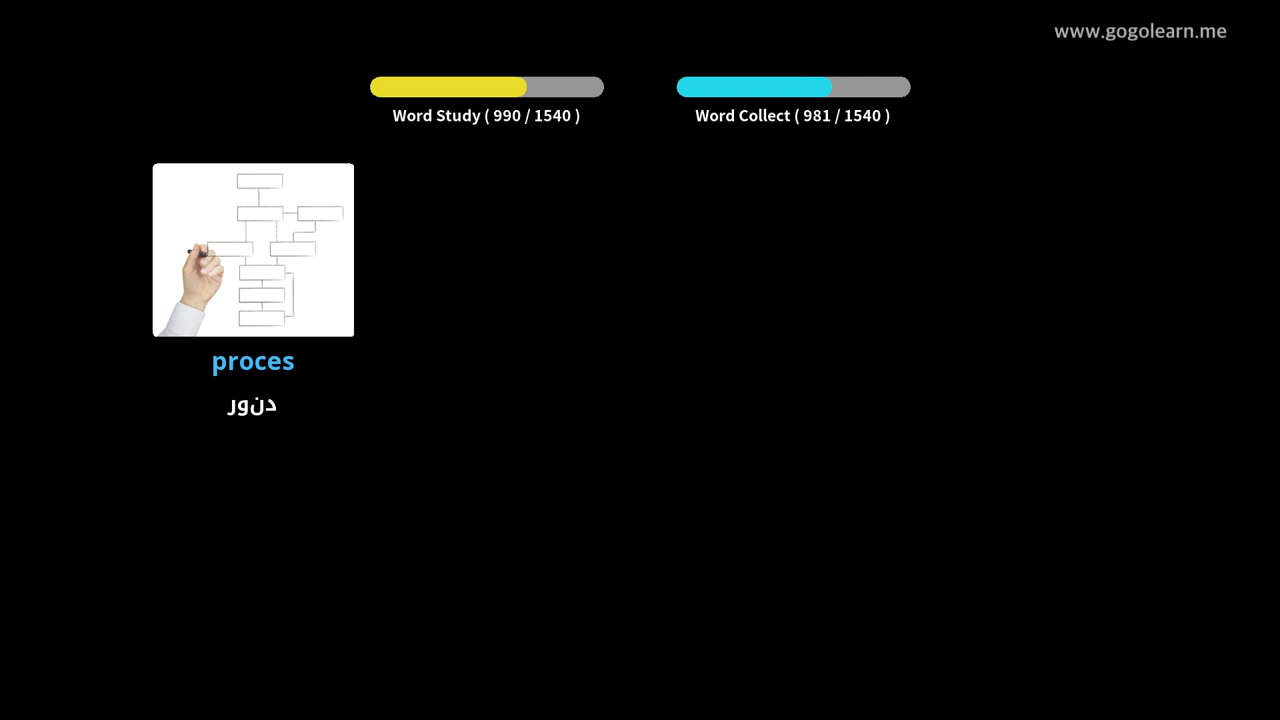 www.gogolearn.me
Word Study ( 990 / 1540 )
Word Collect ( 981 / 1540 )
proces
دنور